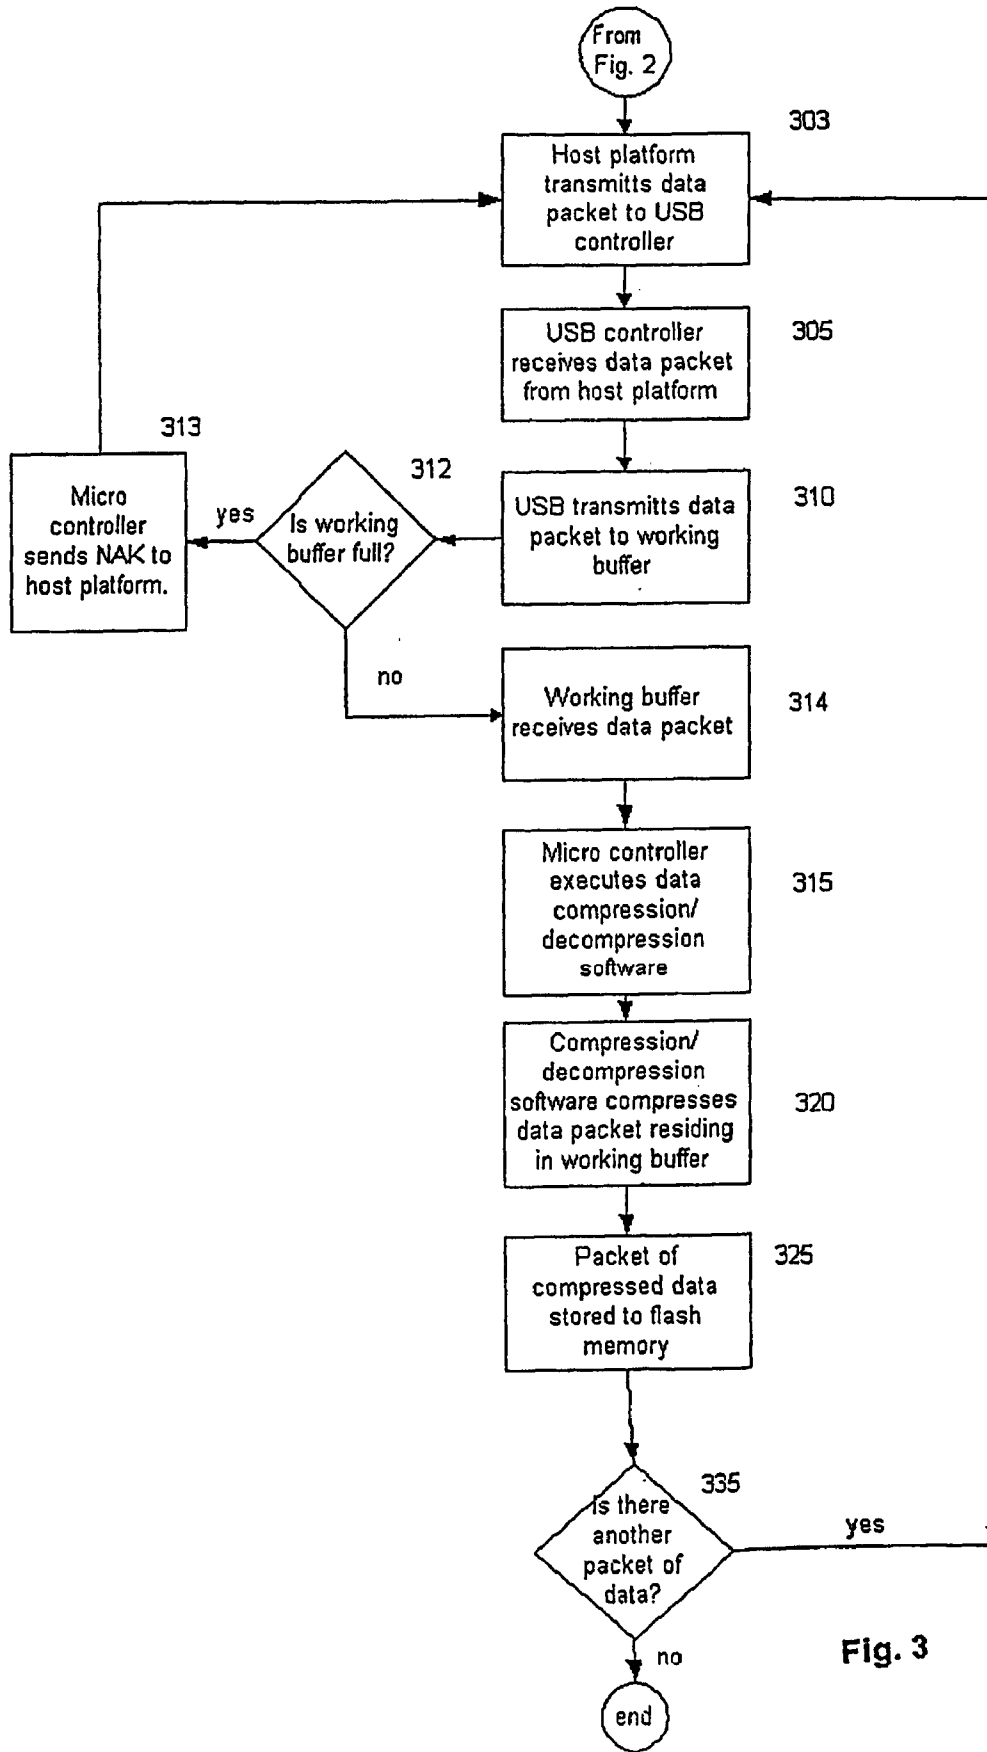 From
Fig. 2
303
Host platform
transmitts data
packet to USB
controller
USB controller
receives data packet
from host platform
305
313
312
Micro
controller
sends NAK to
host platform.
yes
Is working
buffer full?
USB transmitts data
packet to working
buffer
310
no
Working buffer
receives data packet
314
Micro controller
executes data
compression/
decompression
software
315
Compression/
decompression
software compresses
data packet residing
in working buffer
320
Packet of
compressed data
stored to flash
memory
325
335
Is there
another
packet of
data?
yes
no
end
Fig. 3